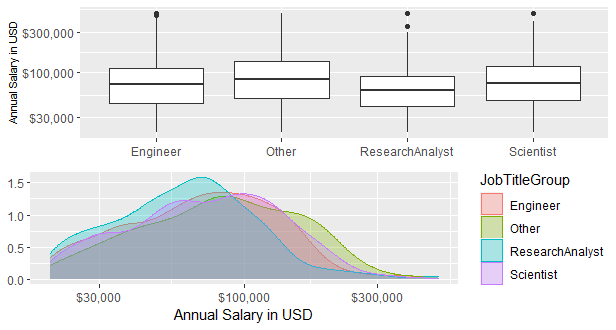 Annual Salary in USD
$300,000
$100,000
$30,000
Engineer Other ResearchAnalyst Scientist
1.5
1.0
0.5
0.0
$30,000 $100,000 $300,000
Annual Salary in USD
JobTitleGroup
Engineer
Other
ResearchAnalyst
Scientist